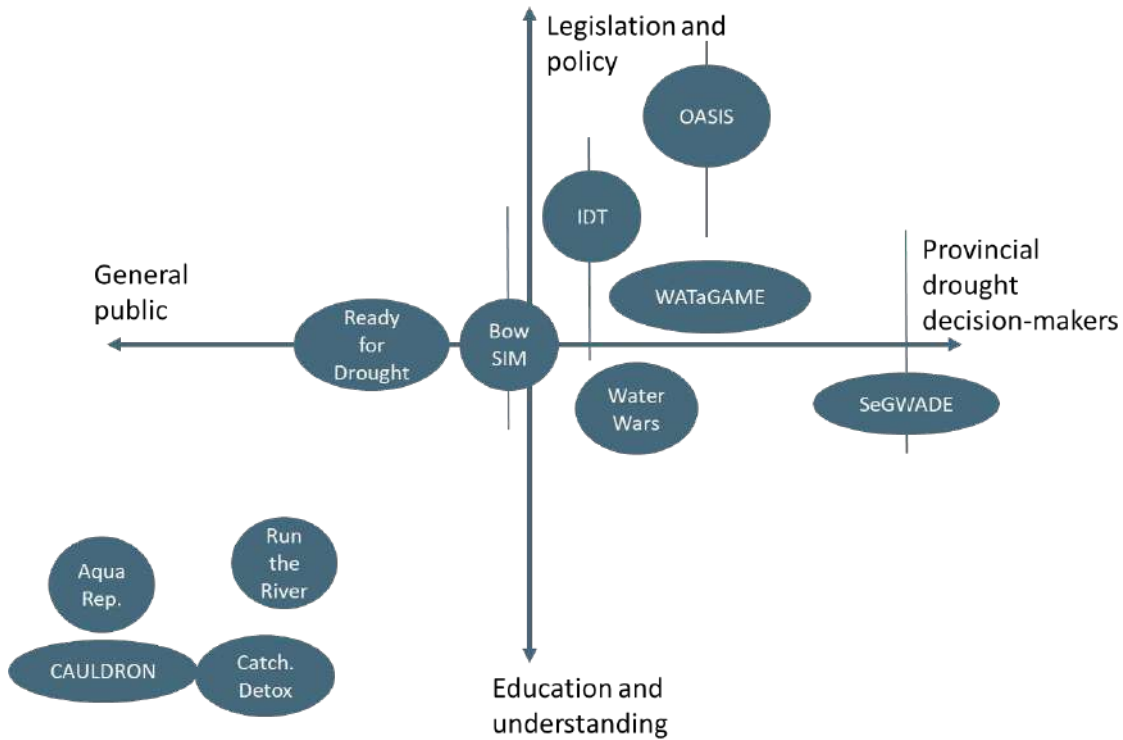 Legislation and
policy
OASIS
IDT
General
public
Provincial
drought
decision-makers
WATaGAME
Ready
for
Drought
Bow
SIM
Water
Wars
SeGWADE
Aqua
Rep.
Run
the
River
CAULDRON
Catch.
Detox
Education and
understanding